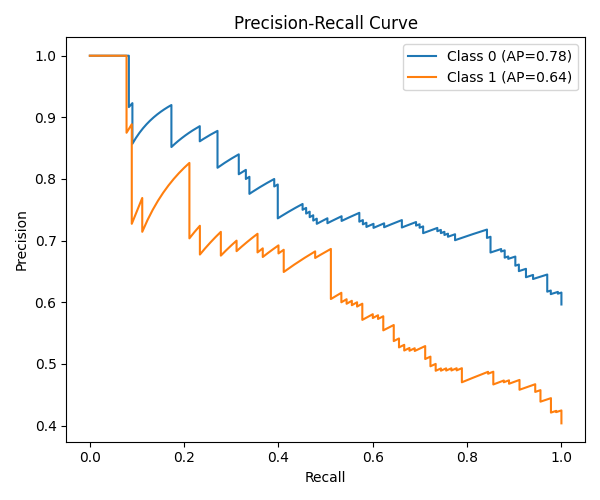 Precision-Recall Curve
Class 0 (AP=0.78)
Class 1 (AP=0.64)
Precision
1.0
0.9
0.8
0.7
0.6
0.5
0.4
0.0 0.2 0.4 0.6 0.8 1.0
Recall